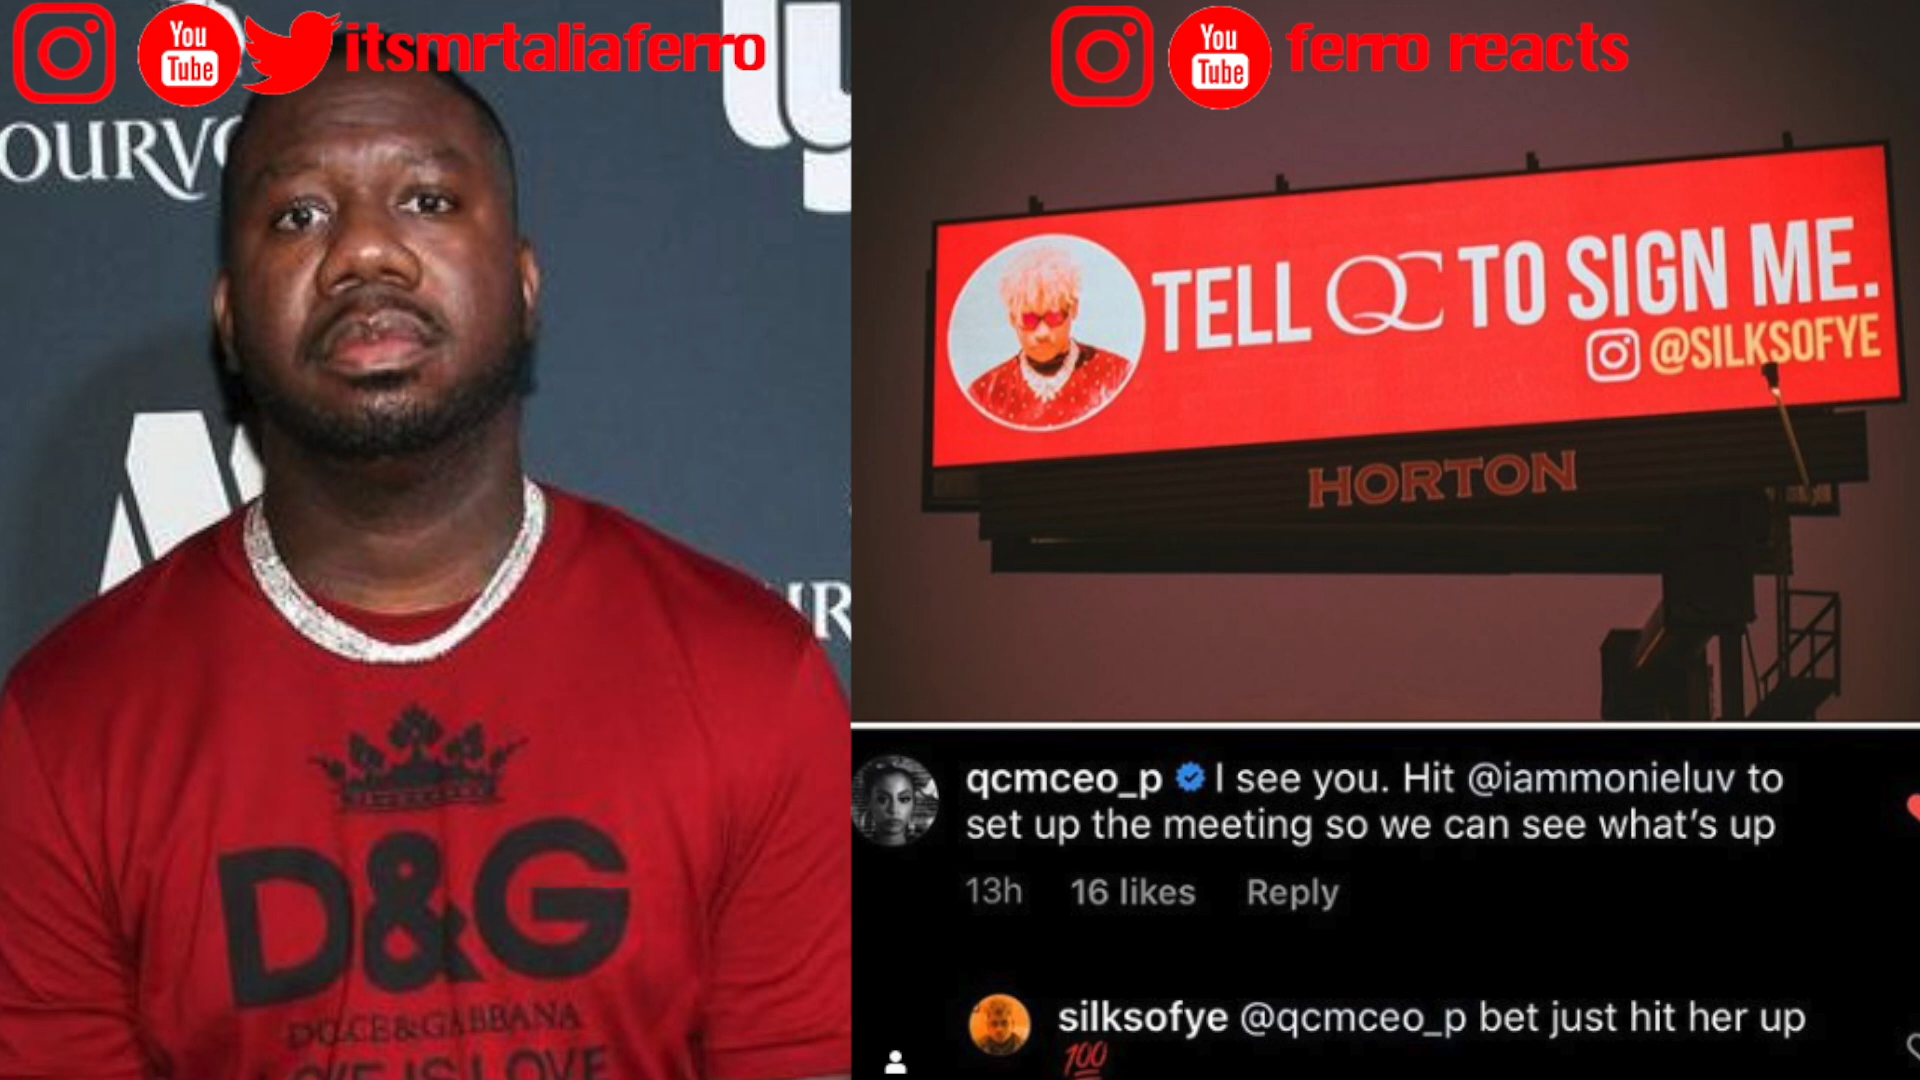 You
Tube
itsmrtaliaferro
You
Tube
ferro reacts
TELL QC TO SIGN ME.
@SILKSOFYE
HORTON
D&G
DOLCE&GABBANA
IS LOVE
qcmceo_p I see you. Hit @iammonieluv to
set up the meeting so we can see what's up
13h 16 likes Reply
silksofye @qcmceo_p bet just hit her up
💯